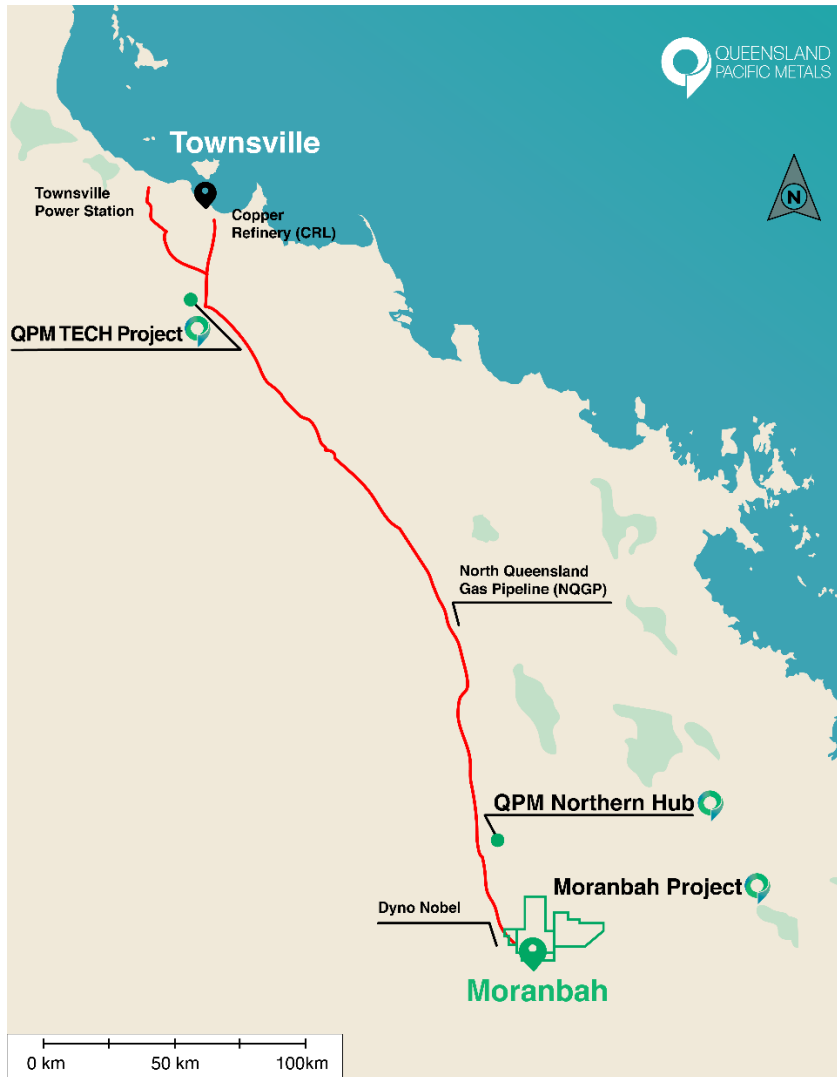 QUEENSLAND
PACIFIC METALS
Townsville
Townsville
Power Station
Copper
Refinery (CRL)
N
QPM TECH Project
North Queensland
Gas Pipeline (NQGP)
QPM Northern Hub
Moranbah Project
Dyno Nobel
Moranbah
0 km 50 km 100km